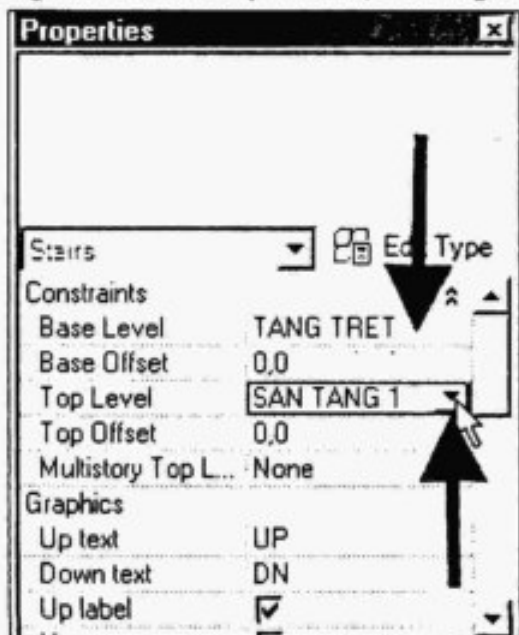 Properties
Stairs
Type
Constraints
Base Level TANG TRET
Base Offset 0,0
Top Level SAN TANG 1
Top Offset 0,0
Multistory Top L... None
Graphics
Up text UP
Down text DN
Up label